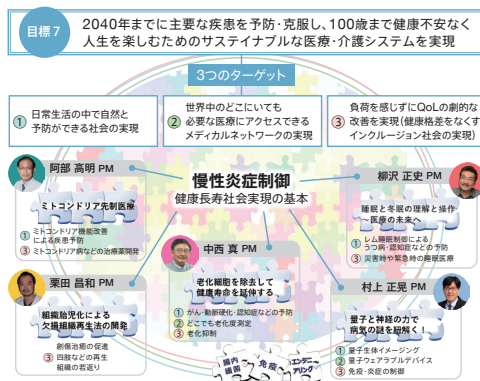 目標7
2040年までに主要な疾患を予防・克服し、100歳まで健康不安なく
人生を楽しむためのサステイナブルな医療・介護システムを実現
3つのターゲット
① 日常生活の中で自然と
予防ができる社会の実現
世界中のどこにいても
② 必要な医療にアクセスできる
メディカルネットワークの実現
負荷を感じずにQoLの劇的な
③ 改善を実現(健康格差をなくす
インクルージョン社会の実現)
慢性炎症制御
健康長寿社会実現の基本
阿部 高明 PM
ミトコンドリア先制医療
① ミトコンドリア機能改善
による疾患予防
③ ミトコンドリア病などの治療薬開発
柳沢 正史 PM
睡眠と冬眠の理解と操作
〜医療の未来へ
① レム睡眠制御による
うつ病・認知症などの予防
③ 災害時や緊急時の睡眠医療
中西 真 PM
老化細胞を除去して
健康寿命を延伸する
① がん・動脈硬化・認知症などの予防
② どこでも老化度測定
③ 老化抑制
栗田 昌和 PM
組織胎児化による
欠損組織再生法の開発
創傷治癒の促進
③ 四肢などの再生
組織の若返り
村上 正晃 PM
量子と神経の力で
病気の謎を紐解く!
① 量子生体イメージング
② 量子ウェアラブルデバイス
③ 免疫・炎症の制御
腸内
細菌
免疫
エンジニ
アリング